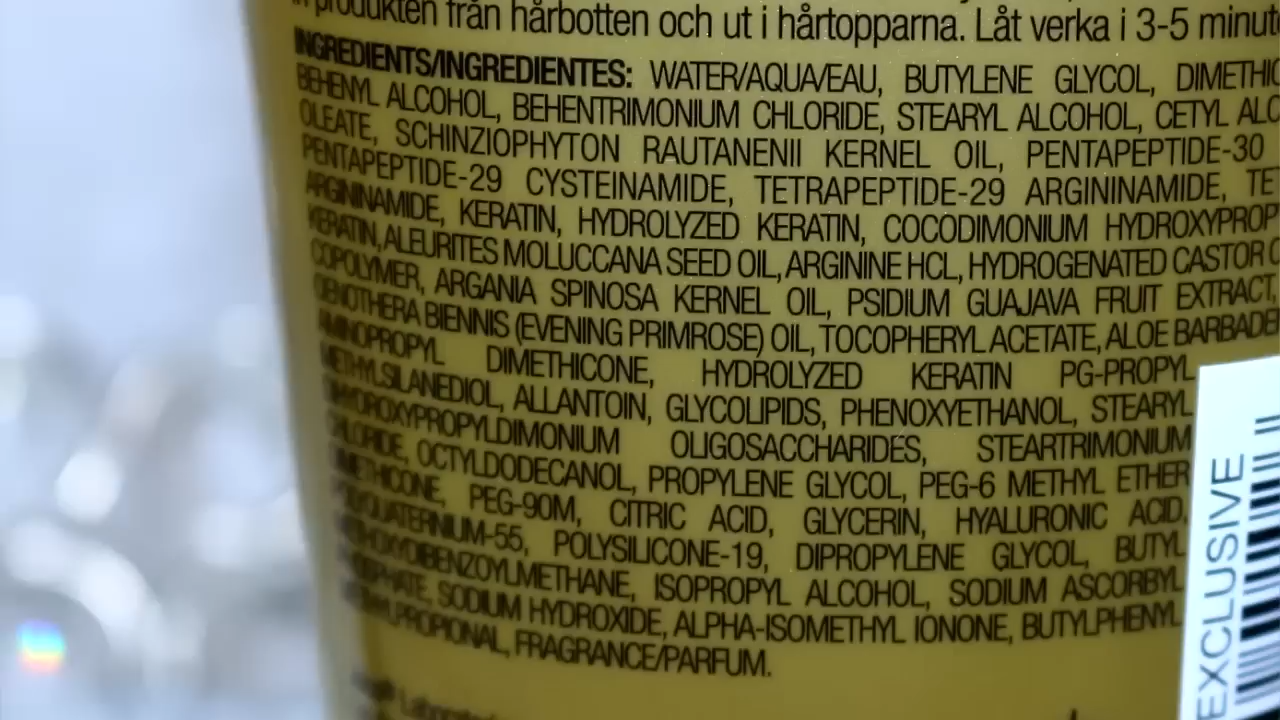 produkten från hårbotten och ut i hårtopparna. Låt verka i 3-5 minut
INGREDIENTS/INGREDIENTES: WATER/AQUA/EAU, BUTYLENE GLYCOL, DIMETHIC
BEHENYL ALCOHOL, BEHENTRIMONIUM CHLORIDE, STEARYL ALCOHOL, CETYL ALC
OLEATE, SCHINZIOPHYTON RAUTANENII KERNEL OIL, PENTAPEPTIDE-30
PENTAPEPTIDE-29 CYSTEINAMIDE, TETRAPEPTIDE-29 ARGININAMIDE, TE
ARGININAMIDE, KERATIN, HYDROLYZED KERATIN, COCODIMONIUM HYDROXYPROP
KERATIN, ALEURITES MOLUCCANA SEED OIL, ARGININE HCL, HYDROGENATED CASTOR O
COPOLYMER, ARGANIA SPINOSA KERNEL OIL, PSIDIUM GUAJAVA FRUIT EXTRACT,
OENOTHERA BIENNIS (EVENING PRIMROSE) OIL, TOCOPHERYL ACETATE, ALOE BARBADE
AMINOPROPYL DIMETHICONE, HYDROLYZED KERATIN PG-PROPYL
METHYLSILANEDIOL, ALLANTOIN, GLYCOLIPIDS, PHENOXYETHANOL, STEARYL
DIHYDROXYPROPYLDIMONIUM OLIGOSACCHARIDES, STEARTRIMONIUM
CHLORIDE, OCTYLDODECANOL, PROPYLENE GLYCOL, PEG-6 METHYL ETHER
DIMETHICONE, PEG-90M, CITRIC ACID, GLYCERIN, HYALURONIC ACID,
POLYQUATERNIUM-55, POLYSILICONE-19, DIPROPYLENE GLYCOL, BUTYL
METHOXYDIBENZOYLMETHANE, ISOPROPYL ALCOHOL, SODIUM ASCORBYL
PHOSPHATE, SODIUM HYDROXIDE, ALPHA-ISOMETHYL IONONE, BUTYLPHENYL
METHYLPROPIONAL, FRAGRANCE/PARFUM.
EXCLUSIVE